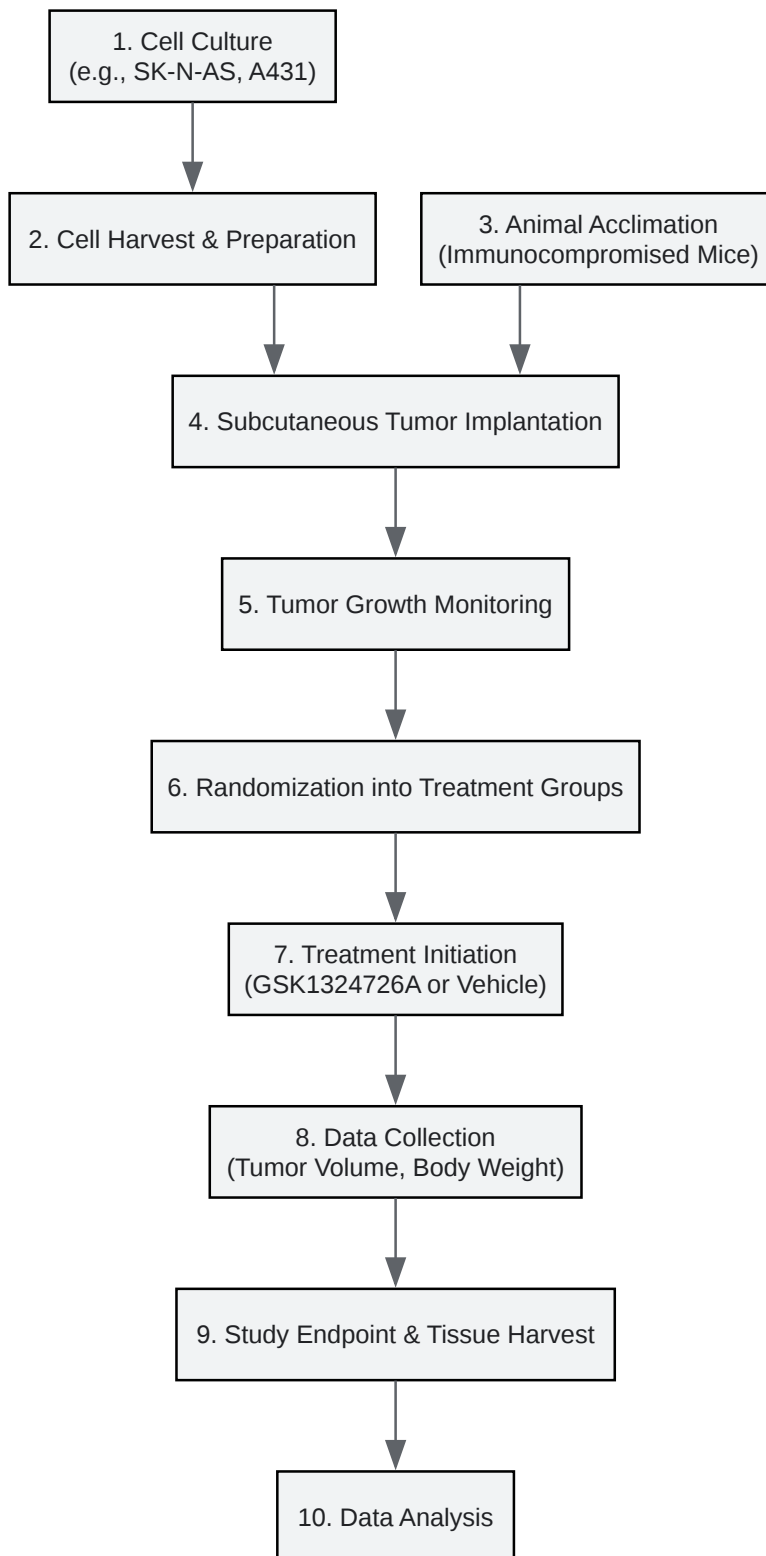 1. Cell Culture
(e.g., SK-N-AS, A431)
2. Cell Harvest & Preparation
3. Animal Acclimation
(Immunocompromised Mice)
4. Subcutaneous Tumor Implantation
5. Tumor Growth Monitoring
6. Randomization into Treatment Groups
7. Treatment Initiation
(GSK1324726A or Vehicle)
8. Data Collection
(Tumor Volume, Body Weight)
9. Study Endpoint & Tissue Harvest
10. Data Analysis